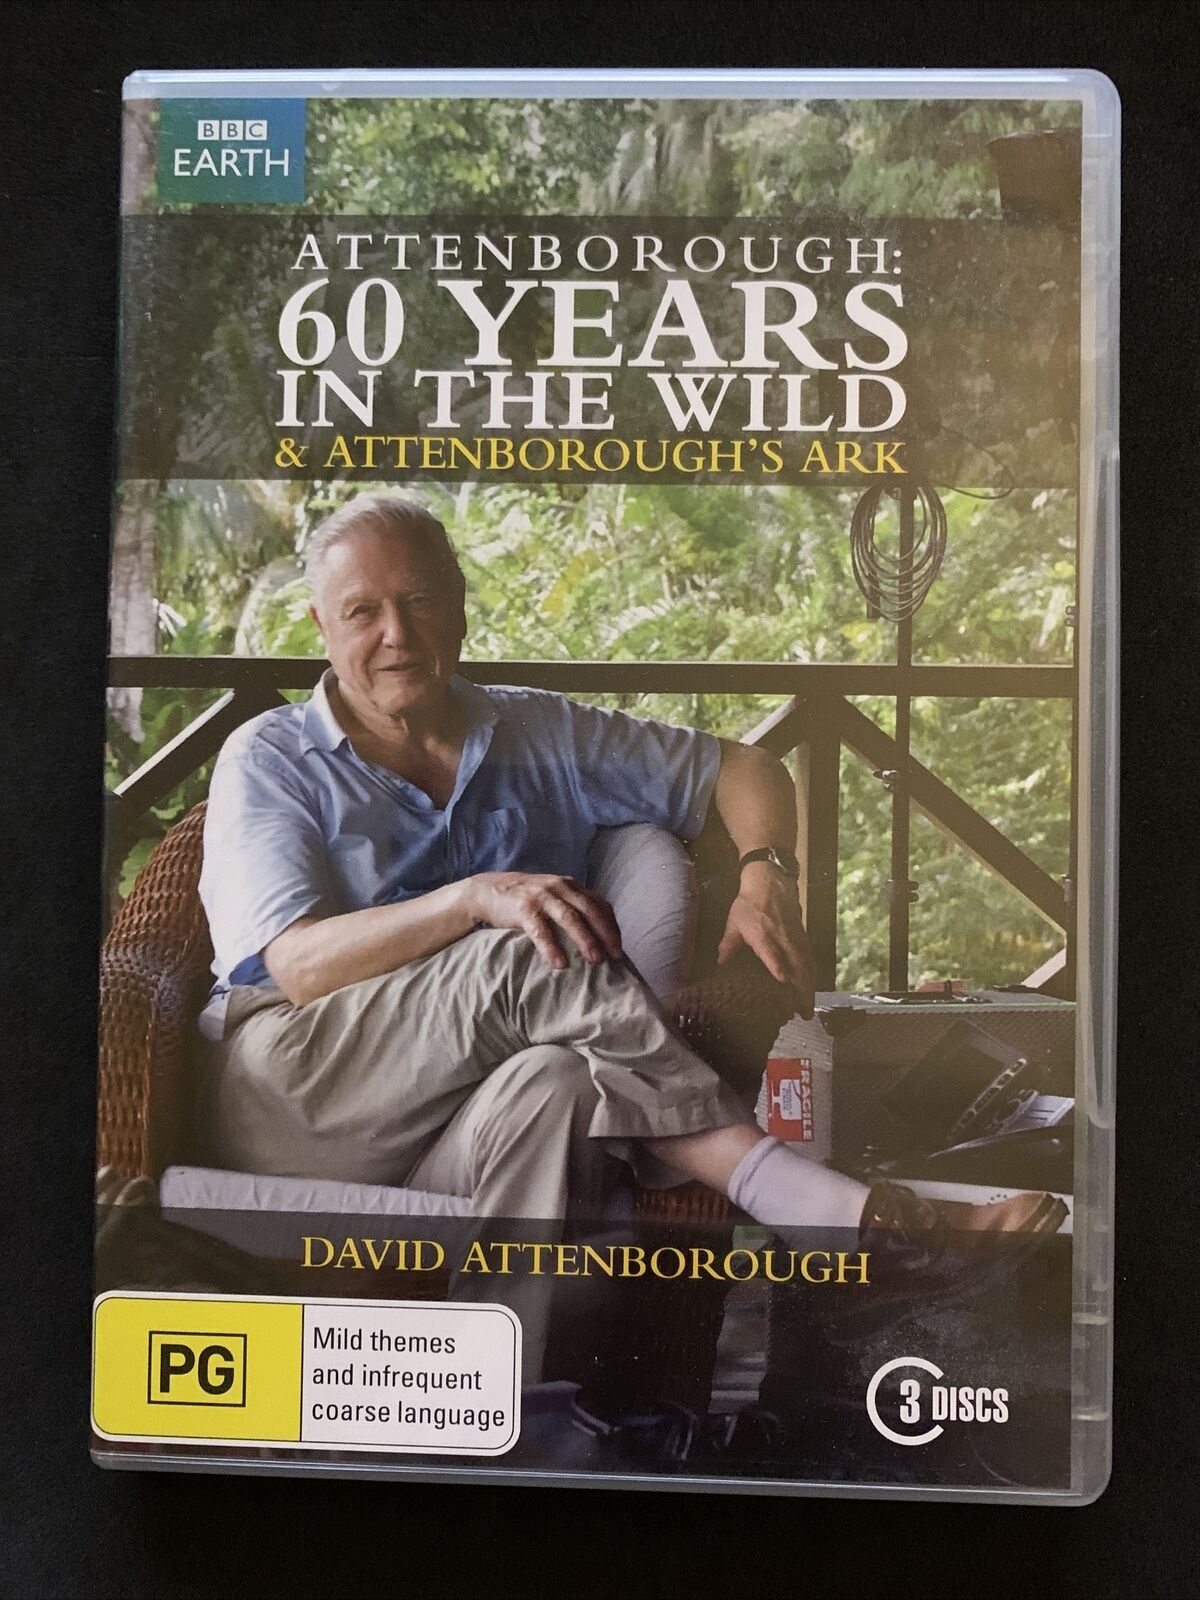 BBC
EARTH
ATTENBOROUGH:
60 YEARS
IN THE WILD
& ATTENBOROUGH'S ARK
FRAGILE
DAVID ATTENBOROUGH
PG
Mild themes
and infrequent
coarse language
3 DISCS